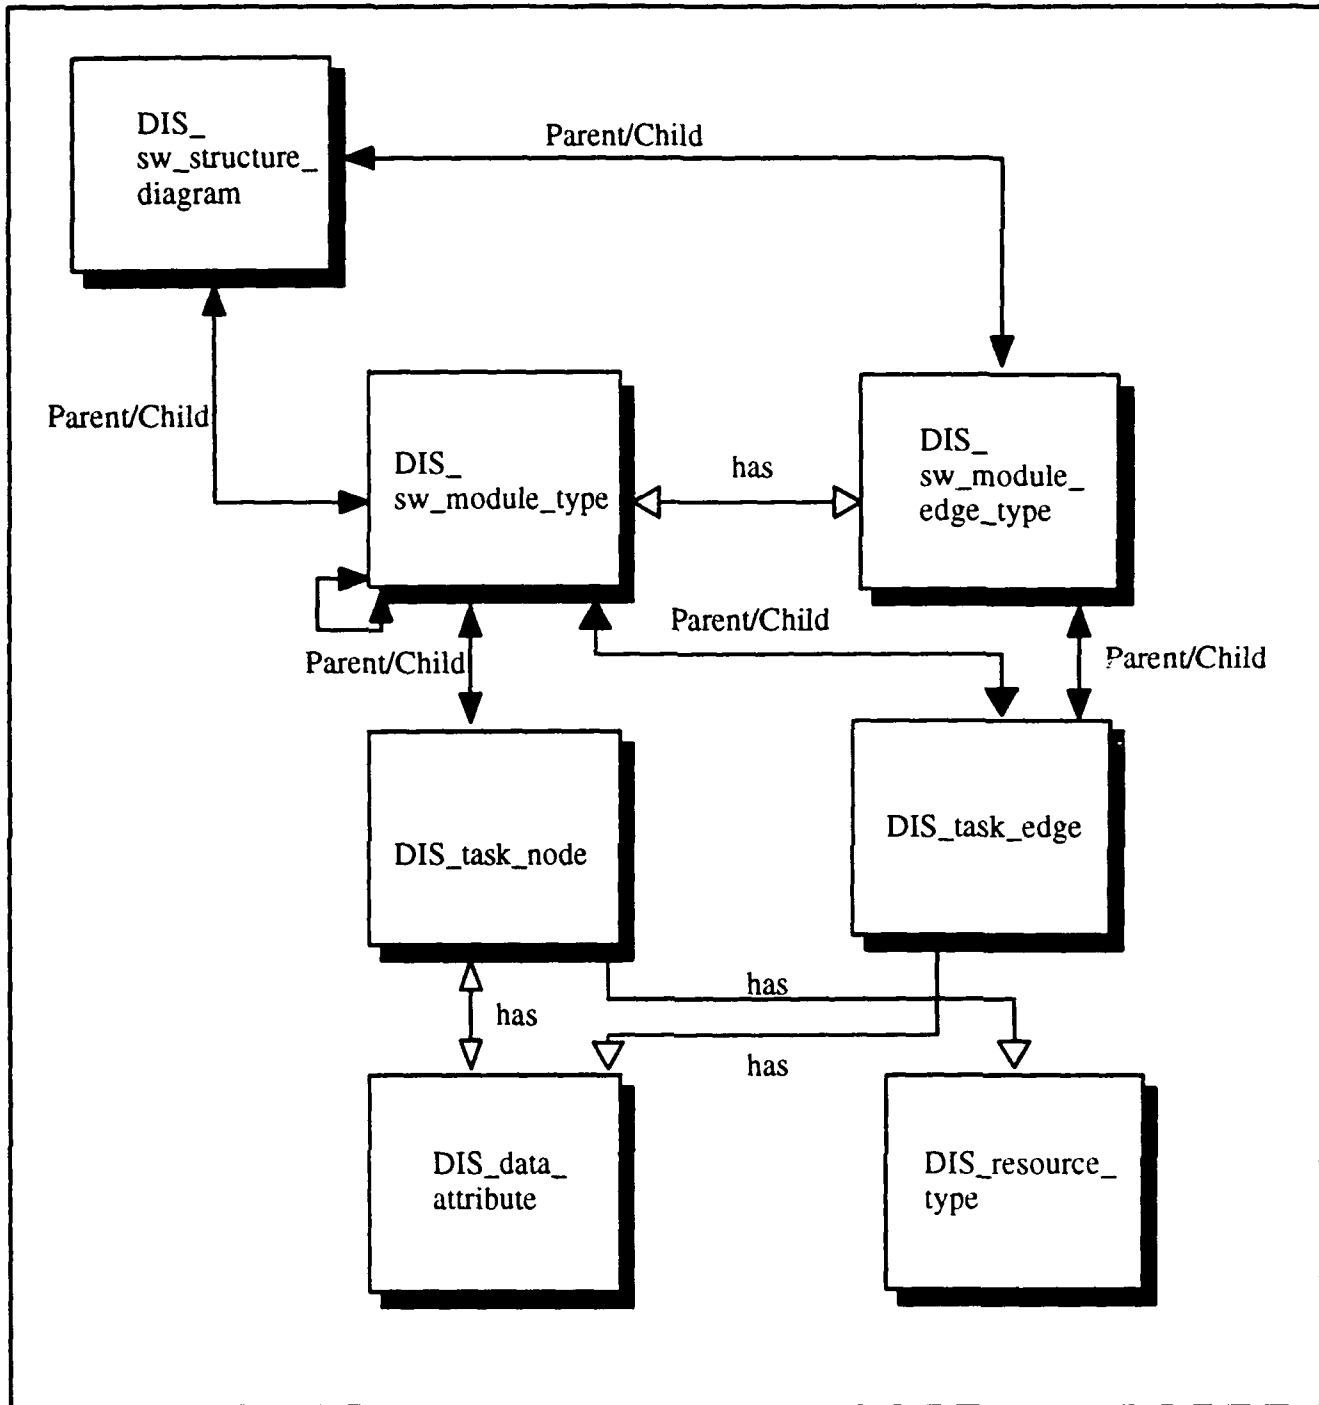 DIS_
sw_structure_
diagram
Parent/Child
Parent/Child
DIS_
sw_module_type
has
DIS_
sw_module_
edge_type
Parent/Child
Parent/Child
Parent/Child
DIS_task_node
DIS_task_edge
has
has
has
DIS_data_
attribute
DIS_resource_
type